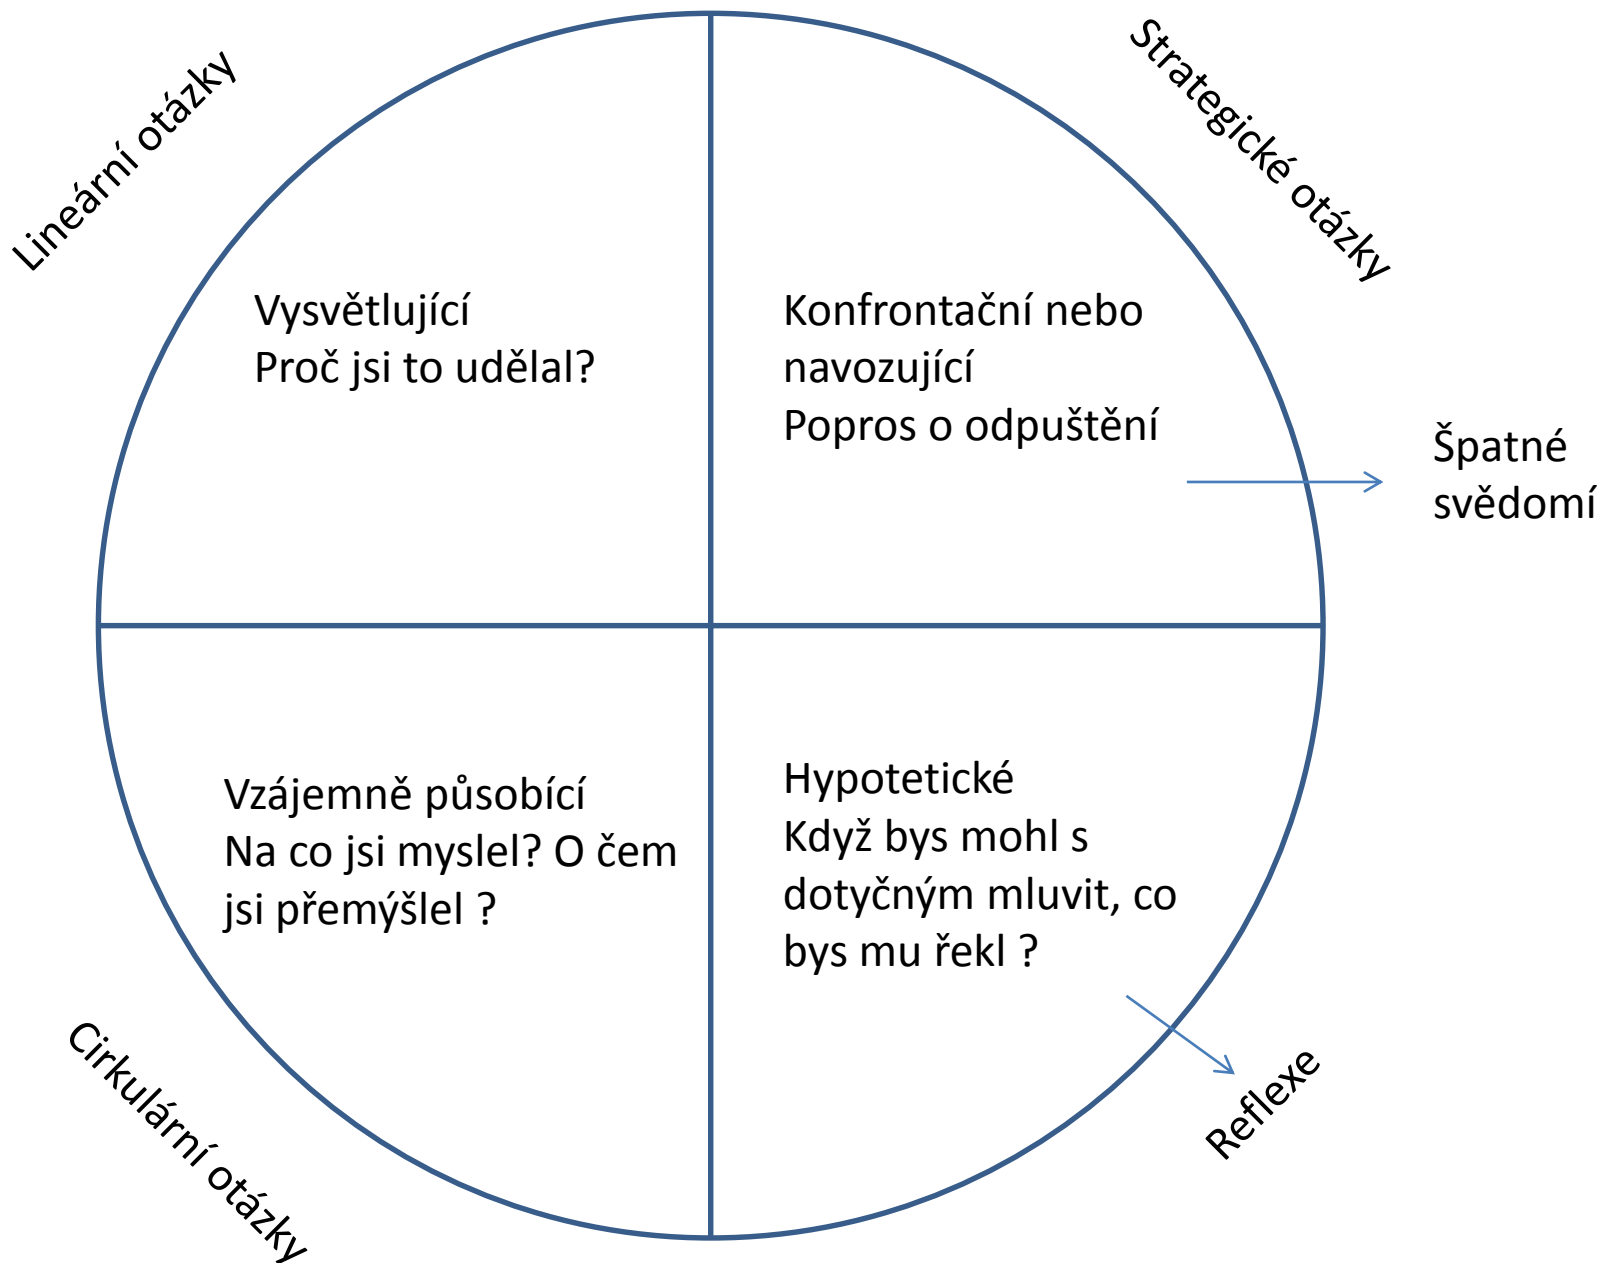 Lineární otázky
Strategické otázky
Vysvětlující
Proč jsi to udělal?
Konfrontační nebo
navozující
Popros o odpuštění
Špatné
svědomí
Vzájemně působící
Na co jsi myslel? O čem
jsi přemýšlel ?
Hypotetické
Když bys mohl s
dotyčným mluvit, co
bys mu řekl ?
Cirkulární otázky
Reflexe